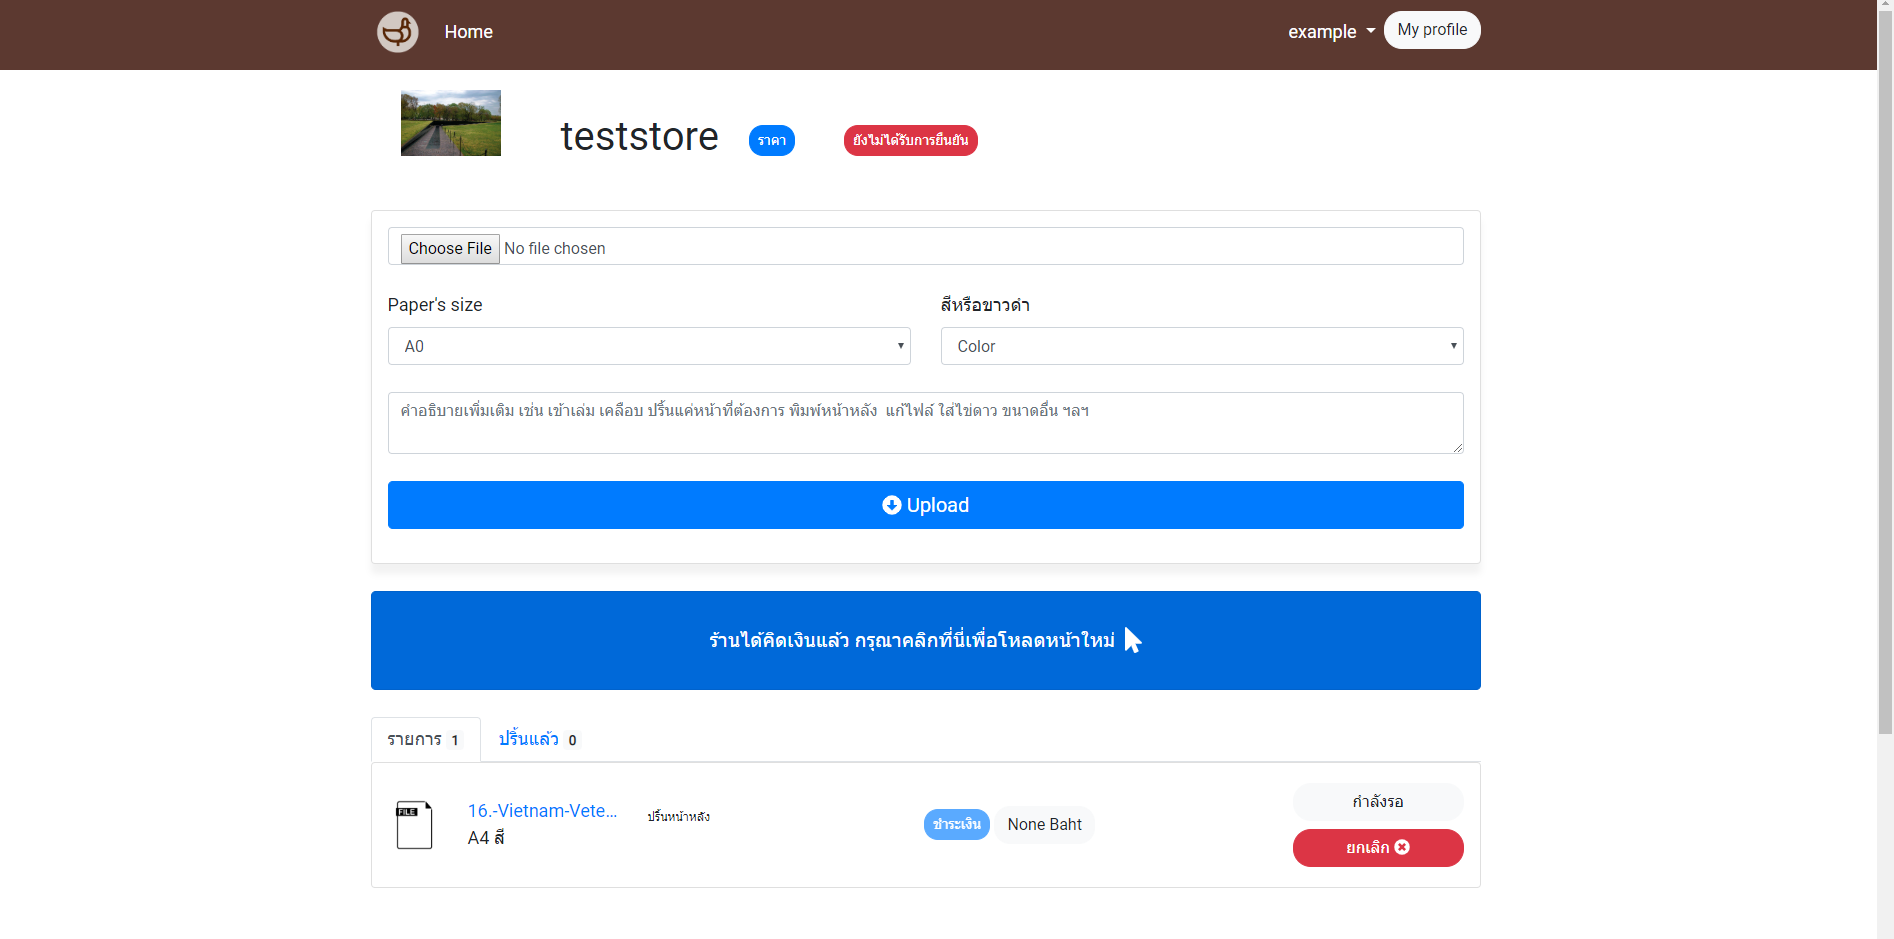 Home
example
My profile
teststore
ราคา
ยังไม่ได้รับการยืนยัน
Choose File No file chosen
Paper's size
สีหรือขาวดำ
A0
Color
คำอธิบายเพิ่มเติม เช่น เข้าเล่ม เคลือบ ปริ้นแค่หน้าที่ต้องการ พิมพ์หน้าหลัง แก้ไฟล์ ใส่ไข่ดาว ขนาดอื่น ฯลฯ
Upload
ร้านได้คิดเงินแล้ว กรุณาคลิกที่นี่เพื่อโหลดหน้าใหม่
รายการ 1
ปริ้นแล้ว 0
FILE
16.-Vietnam-Vete...
A4 สี
ปริ้นหน้าหลัง
ชำระเงิน
None Baht
กำลังรอ
ยกเลิก